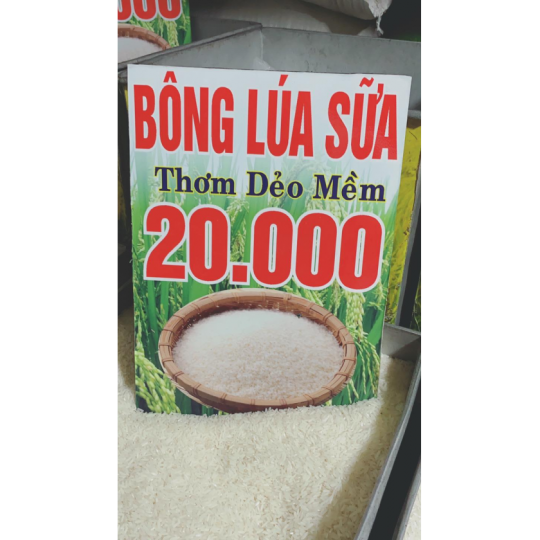 BÔNG LÚA SỮA
Thơm Dẻo Mềm
20.000